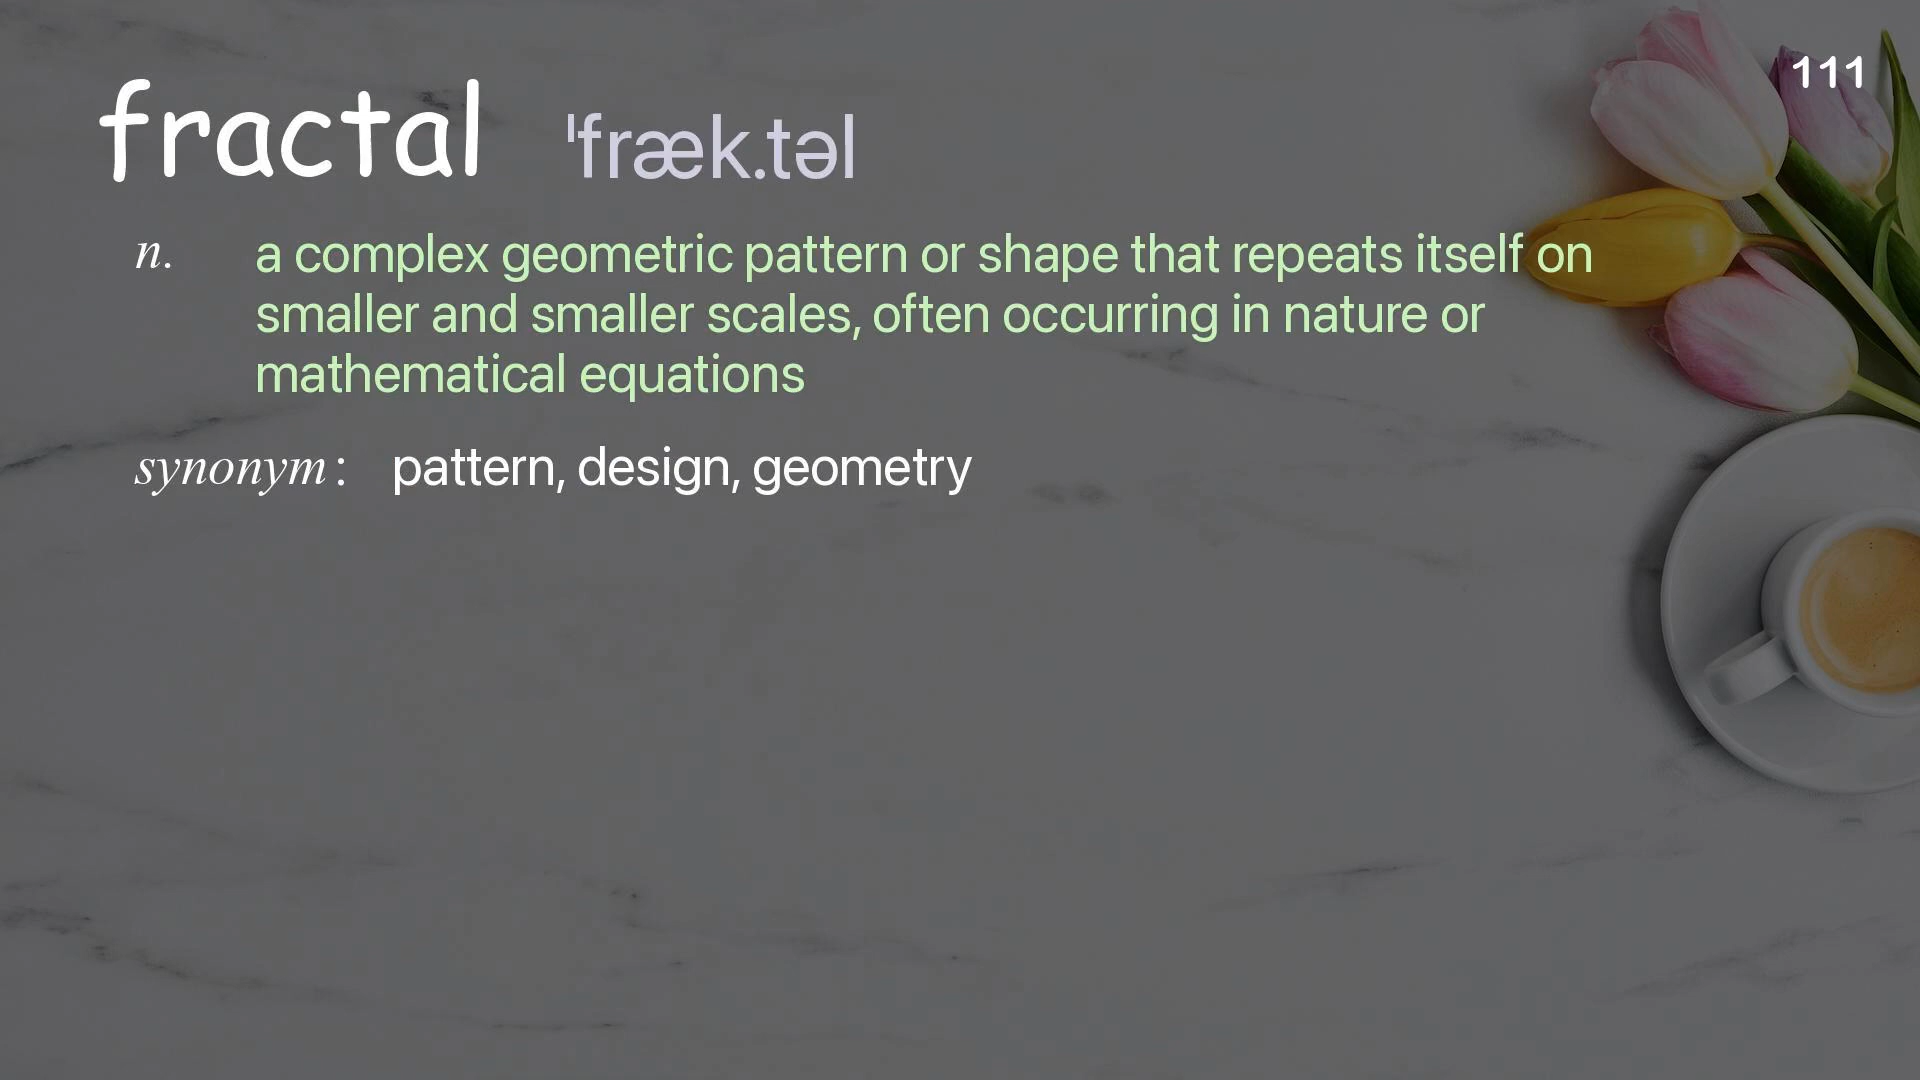 111
fractal ˈfræk.təl
n. a complex geometric pattern or shape that repeats itself on
smaller and smaller scales, often occurring in nature or
mathematical equations
synonym: pattern, design, geometry